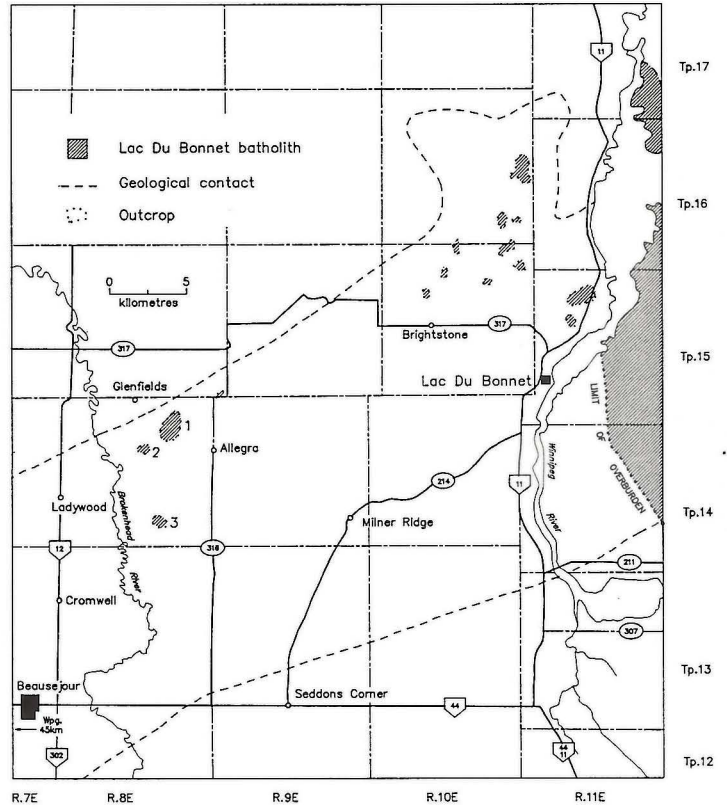 11
Tp.17
Lac Du Bonnet batholith
Geological contact
Outcrop
Tp.16
0 5
kilometres
317
Brightstone
317
Tp.15
Glenfields
Lac Du Bonnet
LIMIT
OF
OVERBURDEN
1
2
Allegra
Winnipeg
River
214
11
Ladywood
Brokenhead
River
3
Milner Ridge
Tp.14
12
316
211
Cromwell
307
Tp.13
Beausejour
Seddons Corner
44
Wpg.
45km
302
44
11
Tp.12
R.7E R.8E R.9E R.10E R.11E